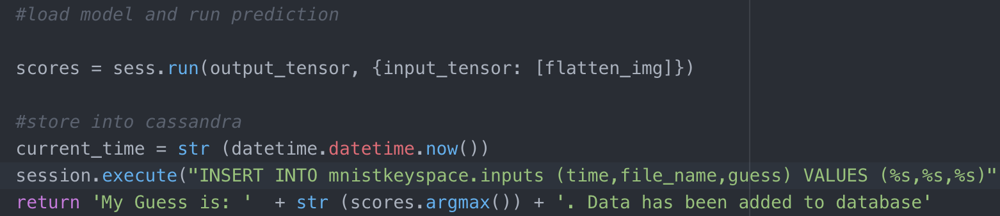 #load model and run prediction
scores = sess.run(output_tensor, {input_tensor: [flatten_img]})
#store into cassandra
current_time = str (datetime.datetime.now())
session.execute("INSERT INTO mnistkeyspace.inputs (time,file_name,guess) VALUES (%s,%s,%s)"
return 'My Guess is: '  + str (scores.argmax()) + '. Data has been added to database'